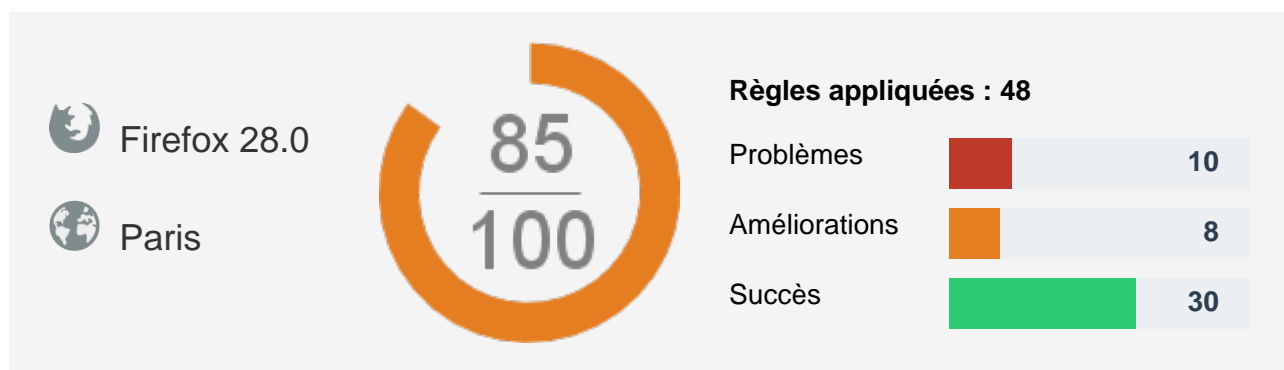 Firefox 28.0
Paris
85
100
Règles appliquées : 48
Problèmes 10
Améliorations 8
Succès 30